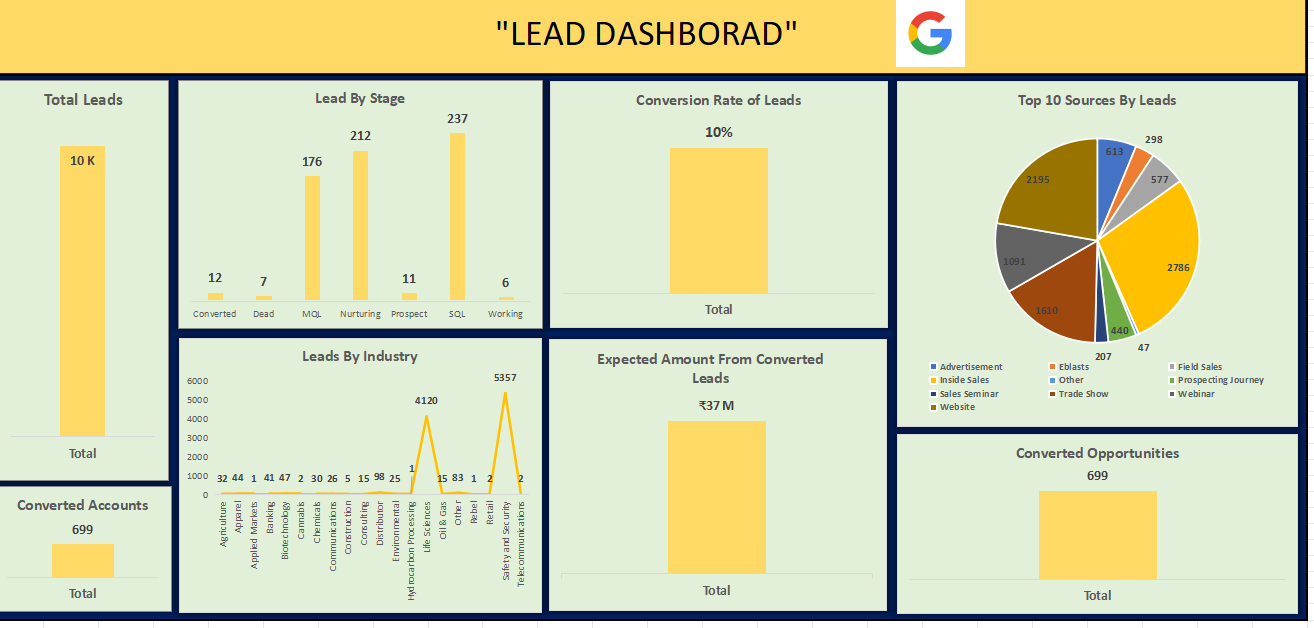 "LEAD DASHBORAD"
Total Leads
10 K
Total
Converted Accounts
699
Total
Lead By Stage
12
7
176
212
11
237
6
Converted
Dead
MQL
Nurturing
Prospect
SQL
Working
Leads By Industry
6000
5000
4000
3000
2000
1000
0
32
44
1
41
47
2
30
26
5
15
98
25
1
4120
15
83
1
2
5357
2
Agriculture
Apparel
Applied Markets
Banking
Biotechnology
Cannabis
Chemicals
Communications
Construction
Consulting
Distributor
Environmental
Hydrocarbon Processing
Life Sciences
Oil & Gas
Other
Rebel
Retail
Safety and Security
Telecommunications
Conversion Rate of Leads
10%
Total
Expected Amount From Converted
Leads
₹37 M
Total
Top 10 Sources By Leads
613
298
577
2786
47
440
207
1610
1091
2195
Advertisement
Eblasts
Field Sales
Inside Sales
Other
Prospecting Journey
Sales Seminar
Trade Show
Webinar
Website
Converted Opportunities
699
Total